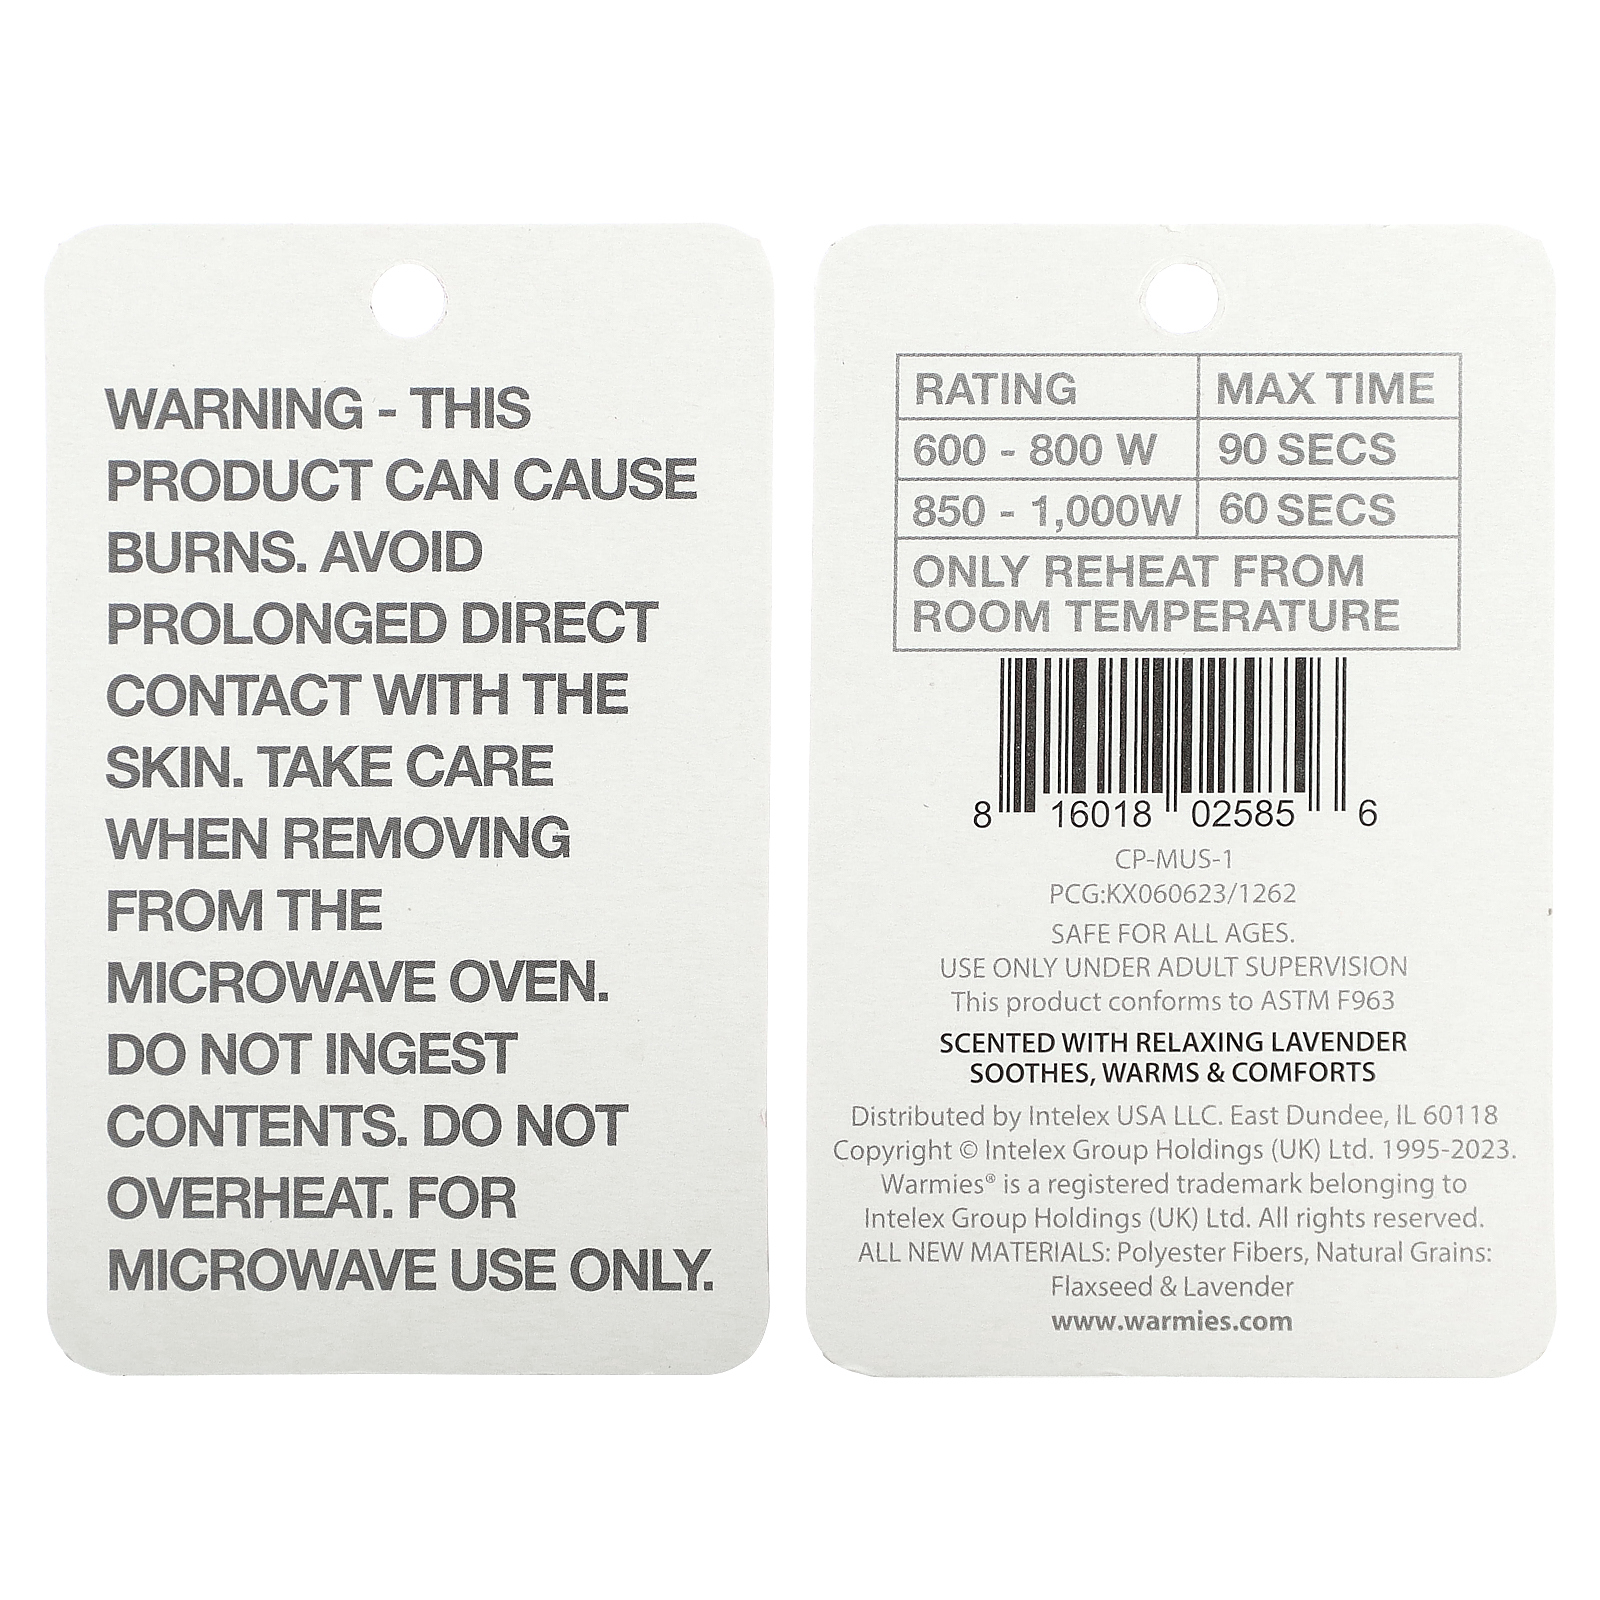 WARNING - THIS
PRODUCT CAN CAUSE
BURNS. AVOID
PROLONGED DIRECT
CONTACT WITH THE
SKIN. TAKE CARE
WHEN REMOVING
FROM THE
MICROWAVE OVEN.
DO NOT INGEST
CONTENTS. DO NOT
OVERHEAT. FOR
MICROWAVE USE ONLY.
RATING MAX TIME
600 - 800 W 90 SECS
850 - 1,000W 60 SECS
ONLY REHEAT FROM
ROOM TEMPERATURE
8 16018 02585 6
CP-MUS-1
PCG:KX060623/1262
SAFE FOR ALL AGES.
USE ONLY UNDER ADULT SUPERVISION
This product conforms to ASTM F963
SCENTED WITH RELAXING LAVENDER
SOOTHES, WARMS & COMFORTS
Distributed by Intelex USA LLC. East Dundee, IL 60118
Copyright © Intelex Group Holdings (UK) Ltd. 1995-2023.
Warmies® is a registered trademark belonging to
Intelex Group Holdings (UK) Ltd. All rights reserved.
ALL NEW MATERIALS: Polyester Fibers, Natural Grains:
Flaxseed & Lavender
www.warmies.com